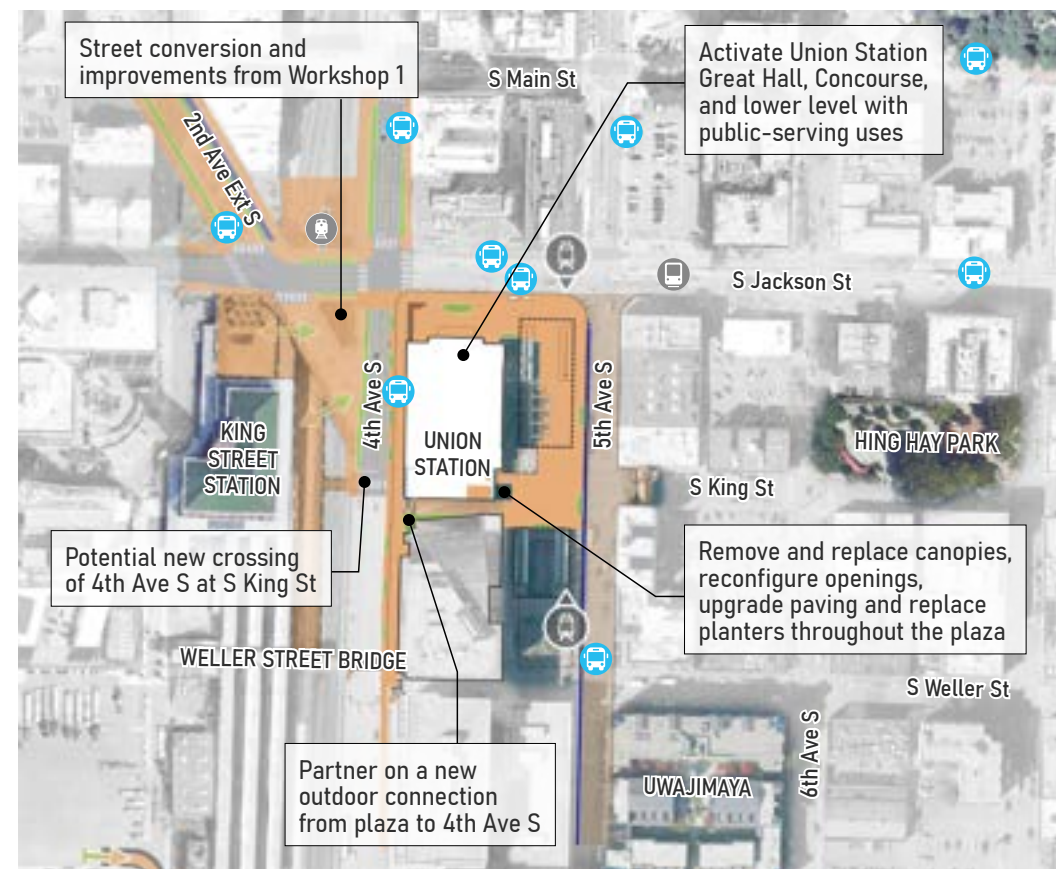 Street conversion and
improvements from Workshop 1
S Main St
Activate Union Station
Great Hall, Concourse,
and lower level with
public-serving uses
2nd Ave Ext S
S Jackson St
4th Ave S
5th Ave S
KING
STREET
STATION
UNION
STATION
HING HAY PARK
S King St
Potential new crossing
of 4th Ave S at S King St
Remove and replace canopies,
reconfigure openings,
upgrade paving and replace
planters throughout the plaza
WELLER STREET BRIDGE
S Weller St
6th Ave S
Partner on a new
outdoor connection
from plaza to 4th Ave S
UWAJIMAYA